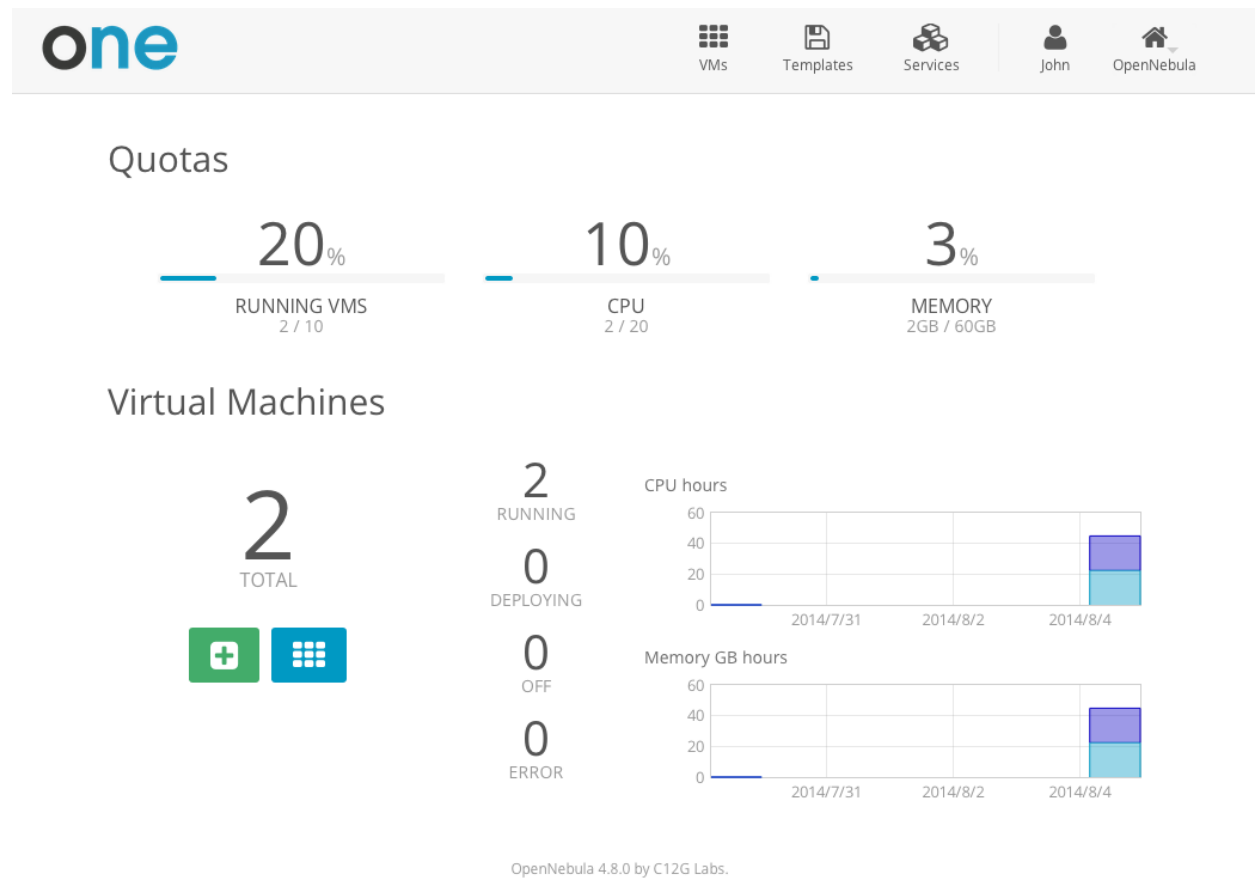 one
VMs
Templates
Services
John
OpenNebula
Quotas
20%
RUNNING VMS
2 / 10
10%
CPU
2 / 20
3%
MEMORY
2GB / 60GB
Virtual Machines
2
TOTAL
2
RUNNING
0
DEPLOYING
0
OFF
0
ERROR
CPU hours
60
40
20
0
2014/7/31 2014/8/2 2014/8/4
Memory GB hours
60
40
20
0
2014/7/31 2014/8/2 2014/8/4
OpenNebula 4.8.0 by C12G Labs.